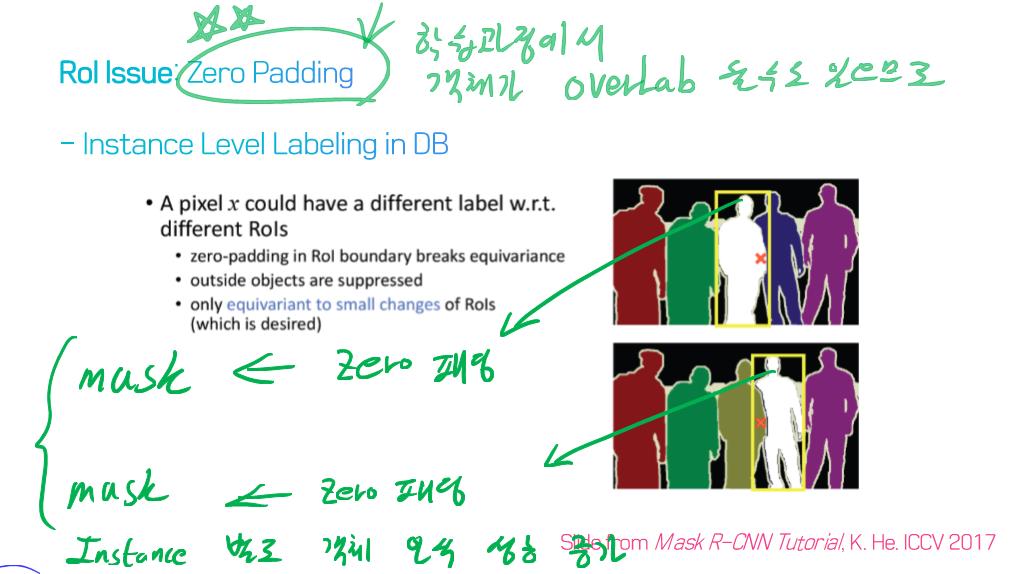 학습과정에서
RoI Issue: Zero Padding
객체가 overLab 될수도 있으므로
– Instance Level Labeling in DB
• A pixel x could have a different label w.r.t.
different RoIs
• zero-padding in RoI boundary breaks equivariance
• outside objects are suppressed
• only equivariant to small changes of RoIs
(which is desired)
mask ← Zero 패딩
mask ← Zero 패딩
Instance 별로 객체 인식 성능 증가
Slide from Mask R-CNN Tutorial, K. He. ICCV 2017